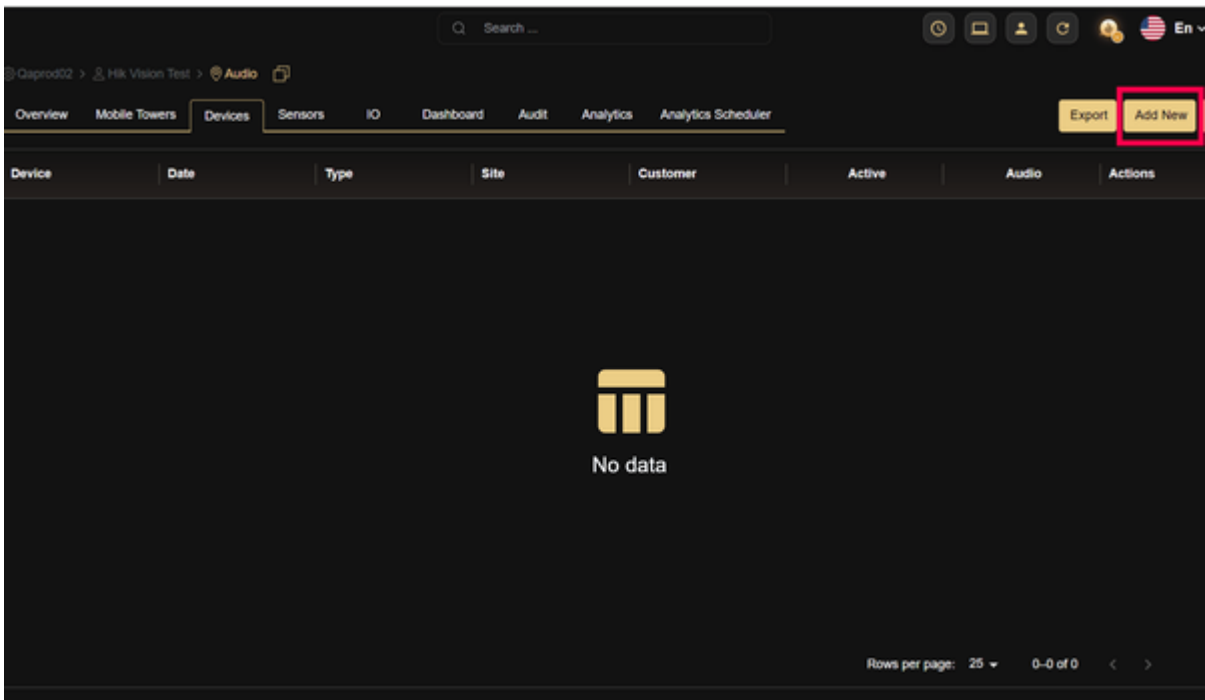 Search ...
En
Qaprod02 > Hik Vision Test > Audio
Overview Mobile Towers Devices Sensors IO Dashboard Audit Analytics Analytics Scheduler Export Add New
Device Date Type Site Customer Active Audio Actions
No data
Rows per page: 25 0–0 of 0